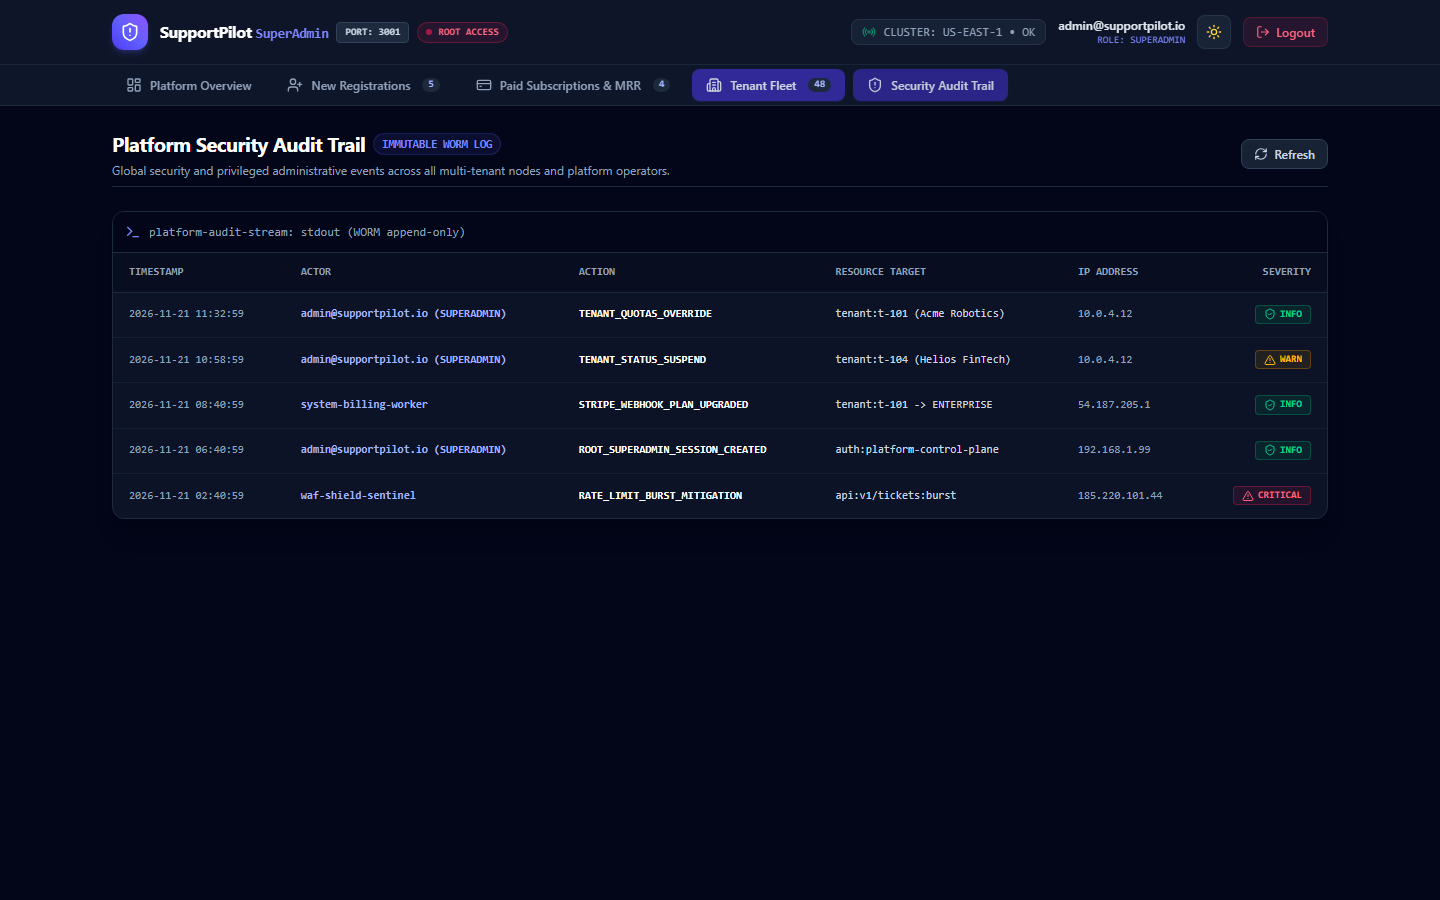 SupportPilot SuperAdmin PORT: 3001 ROOT ACCESS CLUSTER: US-EAST-1 • OK admin@supportpilot.io Logout
ROLE: SUPERADMIN
Platform Overview New Registrations 5 Paid Subscriptions & MRR 4 Tenant Fleet 48 Security Audit Trail
Platform Security Audit Trail IMMUTABLE WORM LOG
Refresh
Global security and privileged administrative events across all multi-tenant nodes and platform operators.
platform-audit-stream: stdout (WORM append-only)
TIMESTAMP ACTOR ACTION RESOURCE TARGET IP ADDRESS SEVERITY
2026-11-21 11:32:59 admin@supportpilot.io (SUPERADMIN) TENANT_QUOTAS_OVERRIDE tenant:t-101 (Acme Robotics) 10.0.4.12 INFO
2026-11-21 10:58:59 admin@supportpilot.io (SUPERADMIN) TENANT_STATUS_SUSPEND tenant:t-104 (Helios FinTech) 10.0.4.12 WARN
2026-11-21 08:40:59 system-billing-worker STRIPE_WEBHOOK_PLAN_UPGRADED tenant:t-101 -> ENTERPRISE 54.187.205.1 INFO
2026-11-21 06:40:59 admin@supportpilot.io (SUPERADMIN) ROOT_SUPERADMIN_SESSION_CREATED auth:platform-control-plane 192.168.1.99 INFO
2026-11-21 02:40:59 waf-shield-sentinel RATE_LIMIT_BURST_MITIGATION api:v1/tickets:burst 185.220.101.44 CRITICAL